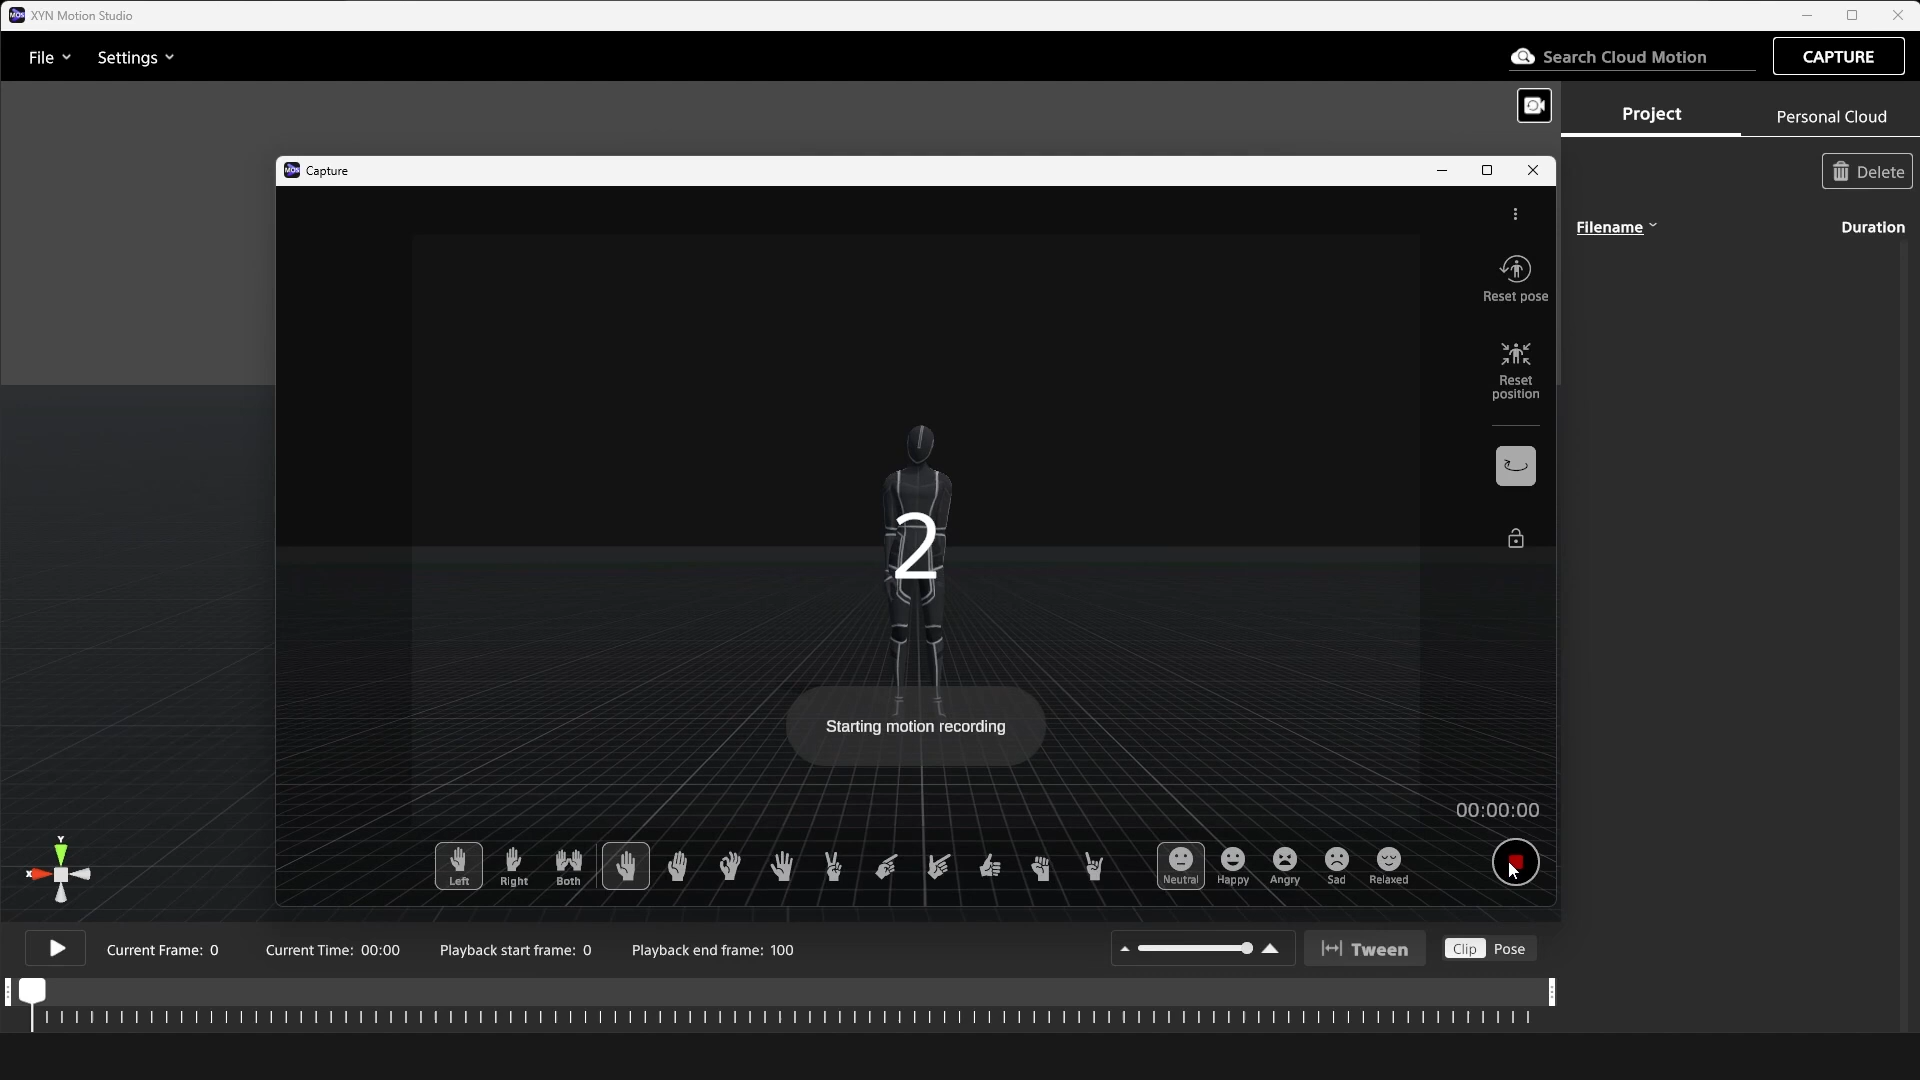 XYN Motion Studio
File Settings
Search Cloud Motion
CAPTURE
Project
Personal Cloud
Delete
Filename
Duration
Capture
Reset pose
Reset
position
2
Starting motion recording
00:00:00
Left Right Both
Neutral Happy Angry Sad Relaxed
Y
X
Current Frame: 0 Current Time: 00:00 Playback start frame: 0 Playback end frame: 100
Tween
Clip Pose